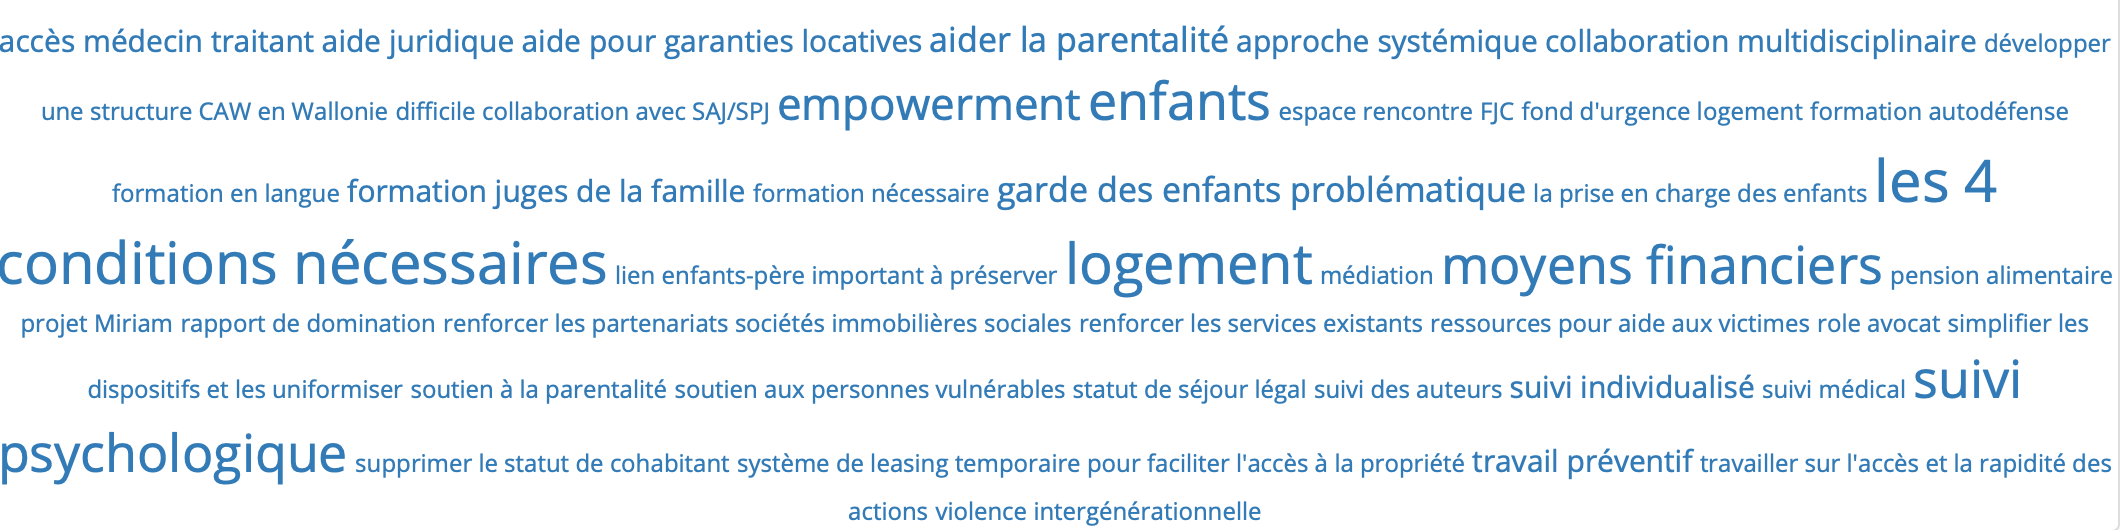 accès médecin traitant aide juridique aide pour garanties locatives aider la parentalité approche systémique collaboration multidisciplinaire développer
une structure CAW en Wallonie difficile collaboration avec SAJ/SPJ empowerment enfants espace rencontre FJC fond d'urgence logement formation autodéfense
formation en langue formation juges de la famille formation nécessaire garde des enfants problématique la prise en charge des enfants les 4
conditions nécessaires lien enfants-père important à préserver logement médiation moyens financiers pension alimentaire
projet Miriam rapport de domination renforcer les partenariats sociétés immobilières sociales renforcer les services existants ressources pour aide aux victimes role avocat simplifier les
dispositifs et les uniformiser soutien à la parentalité soutien aux personnes vulnérables statut de séjour légal suivi des auteurs suivi individualisé suivi médical suivi
psychologique supprimer le statut de cohabitant système de leasing temporaire pour faciliter l'accès à la propriété travail préventif travailler sur l'accès et la rapidité des
actions violence intergénérationnelle